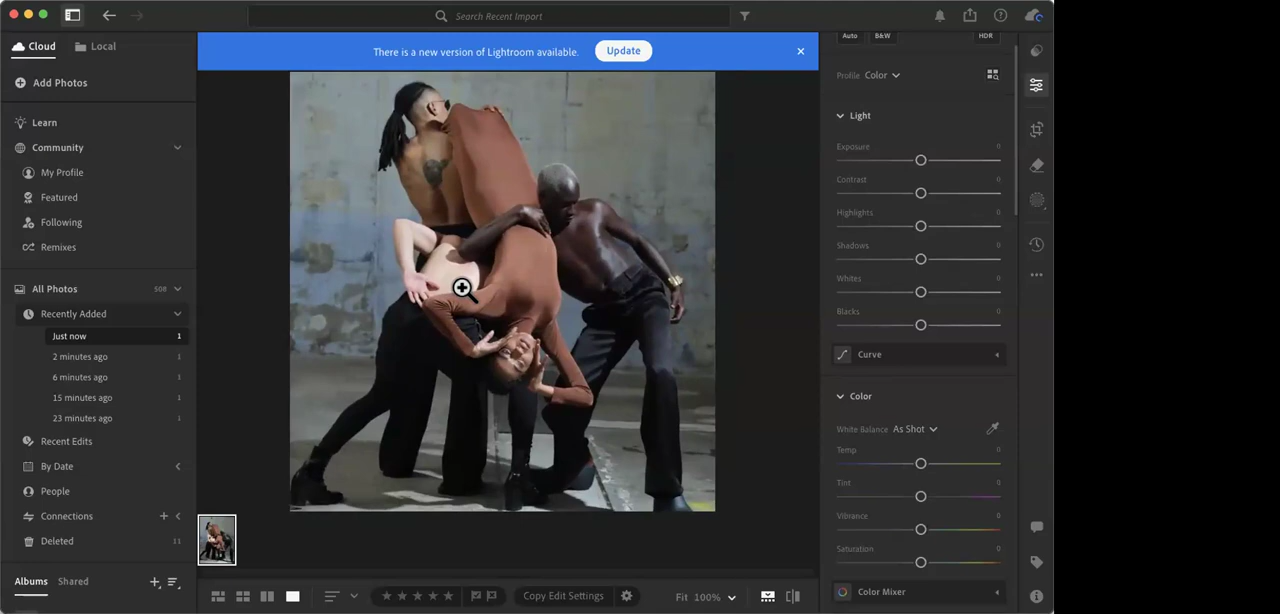 Search Recent Import
Cloud
Local
There is a new version of Lightroom available.
Update
Auto
B&W
HDR
Add Photos
Profile Color
Learn
Community
My Profile
Featured
Following
Remixes
Light
Exposure 0
Contrast 0
Highlights 0
Shadows 0
Whites 0
Blacks 0
Curve
All Photos 508
Recently Added
Just now 1
2 minutes ago 1
6 minutes ago 1
15 minutes ago 1
23 minutes ago 1
Recent Edits
By Date
People
Connections
Deleted 11
Color
White Balance As Shot
Temp 0
Tint 0
Vibrance 0
Saturation 0
Color Mixer
Albums
Shared
Copy Edit Settings
Fit 100%